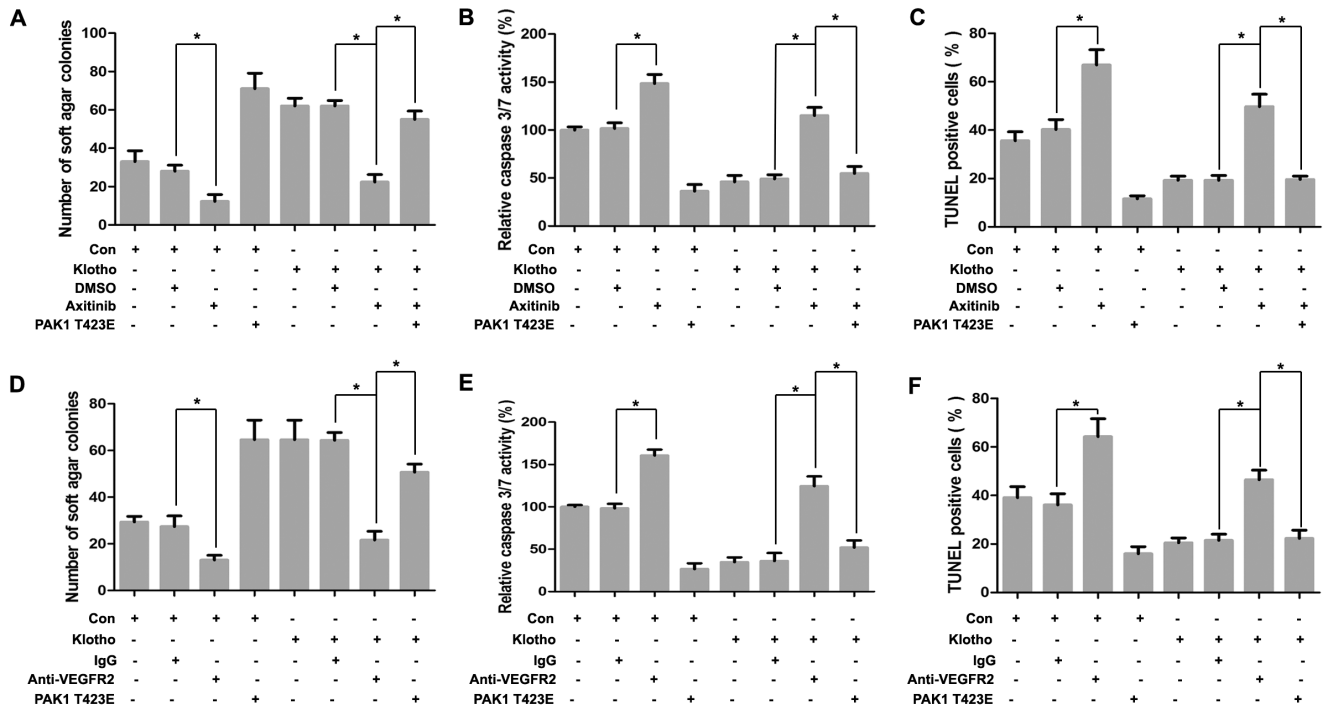 A
Number of soft agar colonies
100
80
60
40
20
0
* * *
Con + + + + - - - -
Klotho - - - - + + + +
DMSO - + - - - + - -
Axitinib - - + - - - + +
PAK1 T423E - - - + - - - +
B
Relative caspase 3/7 activity (%)
200
150
100
50
0
* * *
Con + + + + - - - -
Klotho - - - - + + + +
DMSO - + - - - + - -
Axitinib - - + - - - + +
PAK1 T423E - - - + - - - +
C
TUNEL positive cells ( % )
80
60
40
20
0
* * *
Con + + + + - - - -
Klotho - - - - + + + +
DMSO - + - - - + - -
Axitinib - - + - - - + +
PAK1 T423E - - - + - - - +
D
Number of soft agar colonies
80
60
40
20
0
* * *
Con + + + + - - - -
Klotho - - - - + + + +
IgG - + - - - + - -
Anti-VEGFR2 - - + - - - + -
PAK1 T423E - - - + - - - +
E
Relative caspase 3/7 activity (%)
200
150
100
50
0
* * *
Con + + + + - - - -
Klotho - - - - + + + +
IgG - + - - - + - -
Anti-VEGFR2 - - + - - - + -
PAK1 T423E - - - + - - - +
F
TUNEL positive cells ( % )
80
60
40
20
0
* * *
Con + + + + - - - -
Klotho - - - - + + + +
IgG - + - - - + - -
Anti-VEGFR2 - - + - - - + -
PAK1 T423E - - - + - - - +